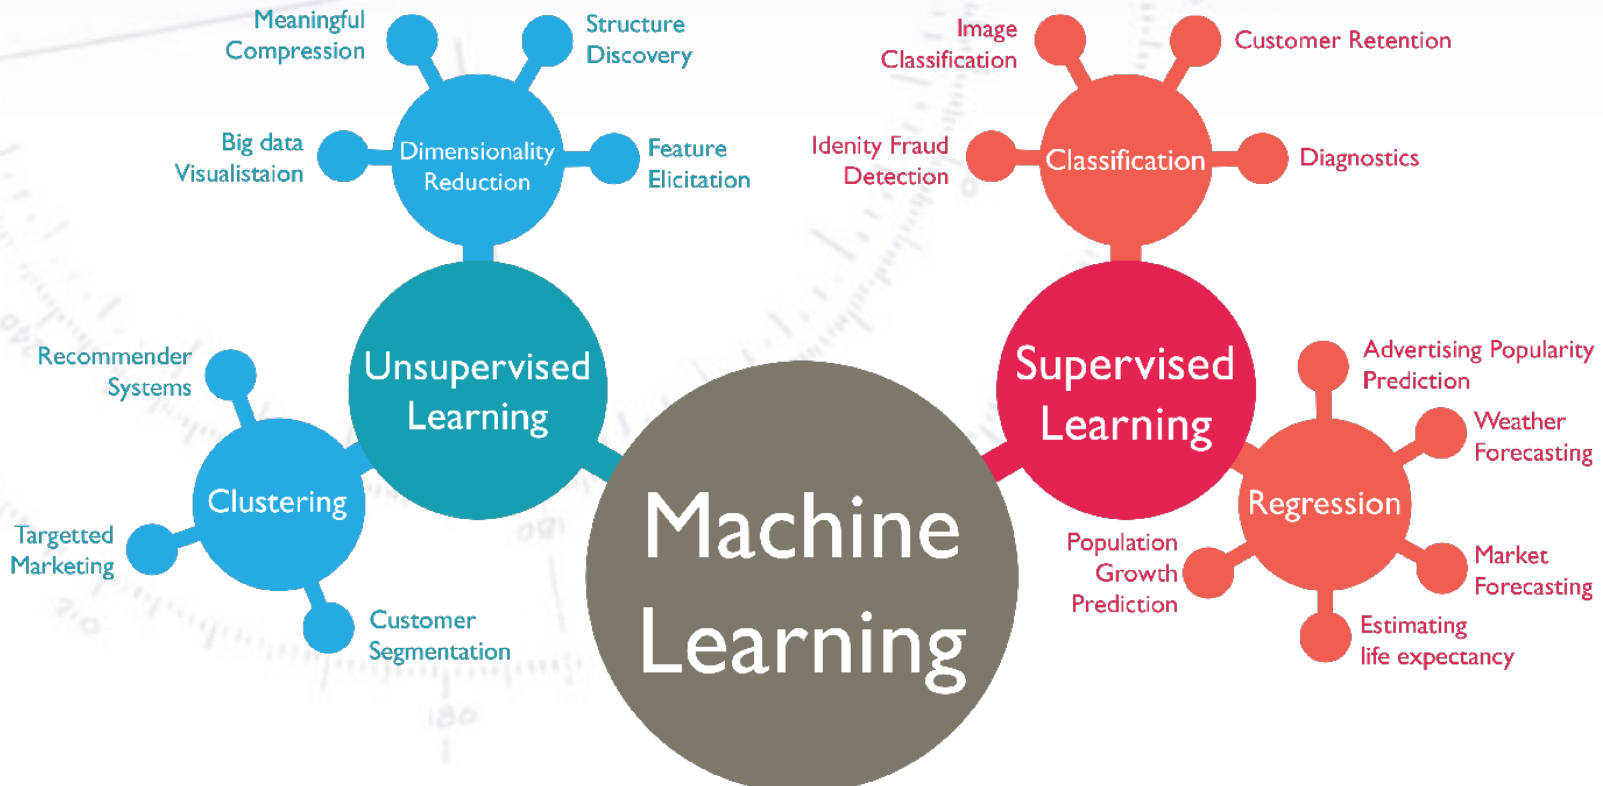 Meaningful
Compression
Structure
Discovery
Big data
Visualistaion
Dimensionality
Reduction
Feature
Elicitation
Image
Classification
Customer Retention
Idenity Fraud
Detection
Classification
Diagnostics
Recommender
Systems
Unsupervised
Learning
Clustering
Targetted
Marketing
Customer
Segmentation
Machine
Learning
Supervised
Learning
Advertising Popularity
Prediction
Weather
Forecasting
Regression
Population
Growth
Prediction
Market
Forecasting
Estimating
life expectancy
180